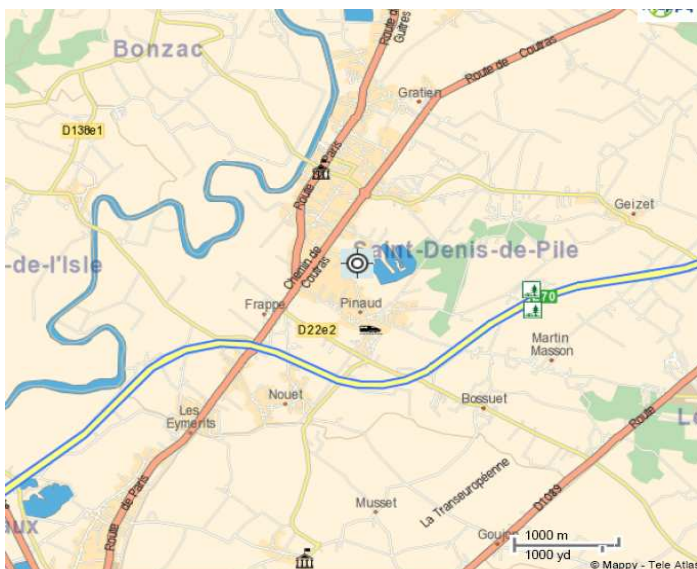 Route de Guitres
Bonzac
Route de Coutras
Gratien
D138e1
Route de Paris
Geizet
Saint-Denis-de-Pile
-de-l'Isle
Chemin de Coutras
Frappe
Pinaud
70
D22e2
Martin Masson
Nouet
Bossuet
Les Eyments
Route
Le
La Transeuropéenne
Musset
D1089
Route de Paris
aux
1000 m
1000 yd
© Mappy - Tele Atlas